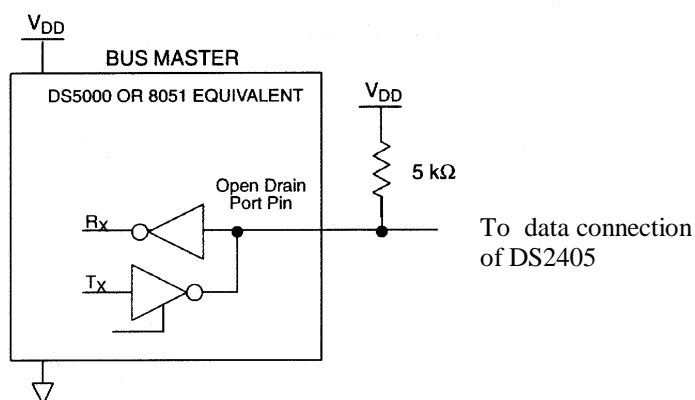 VDD
BUS MASTER
DS5000 OR 8051 EQUIVALENT
VDD
5 kΩ
Open Drain
Port Pin
RX
TX
To data connection
of DS2405